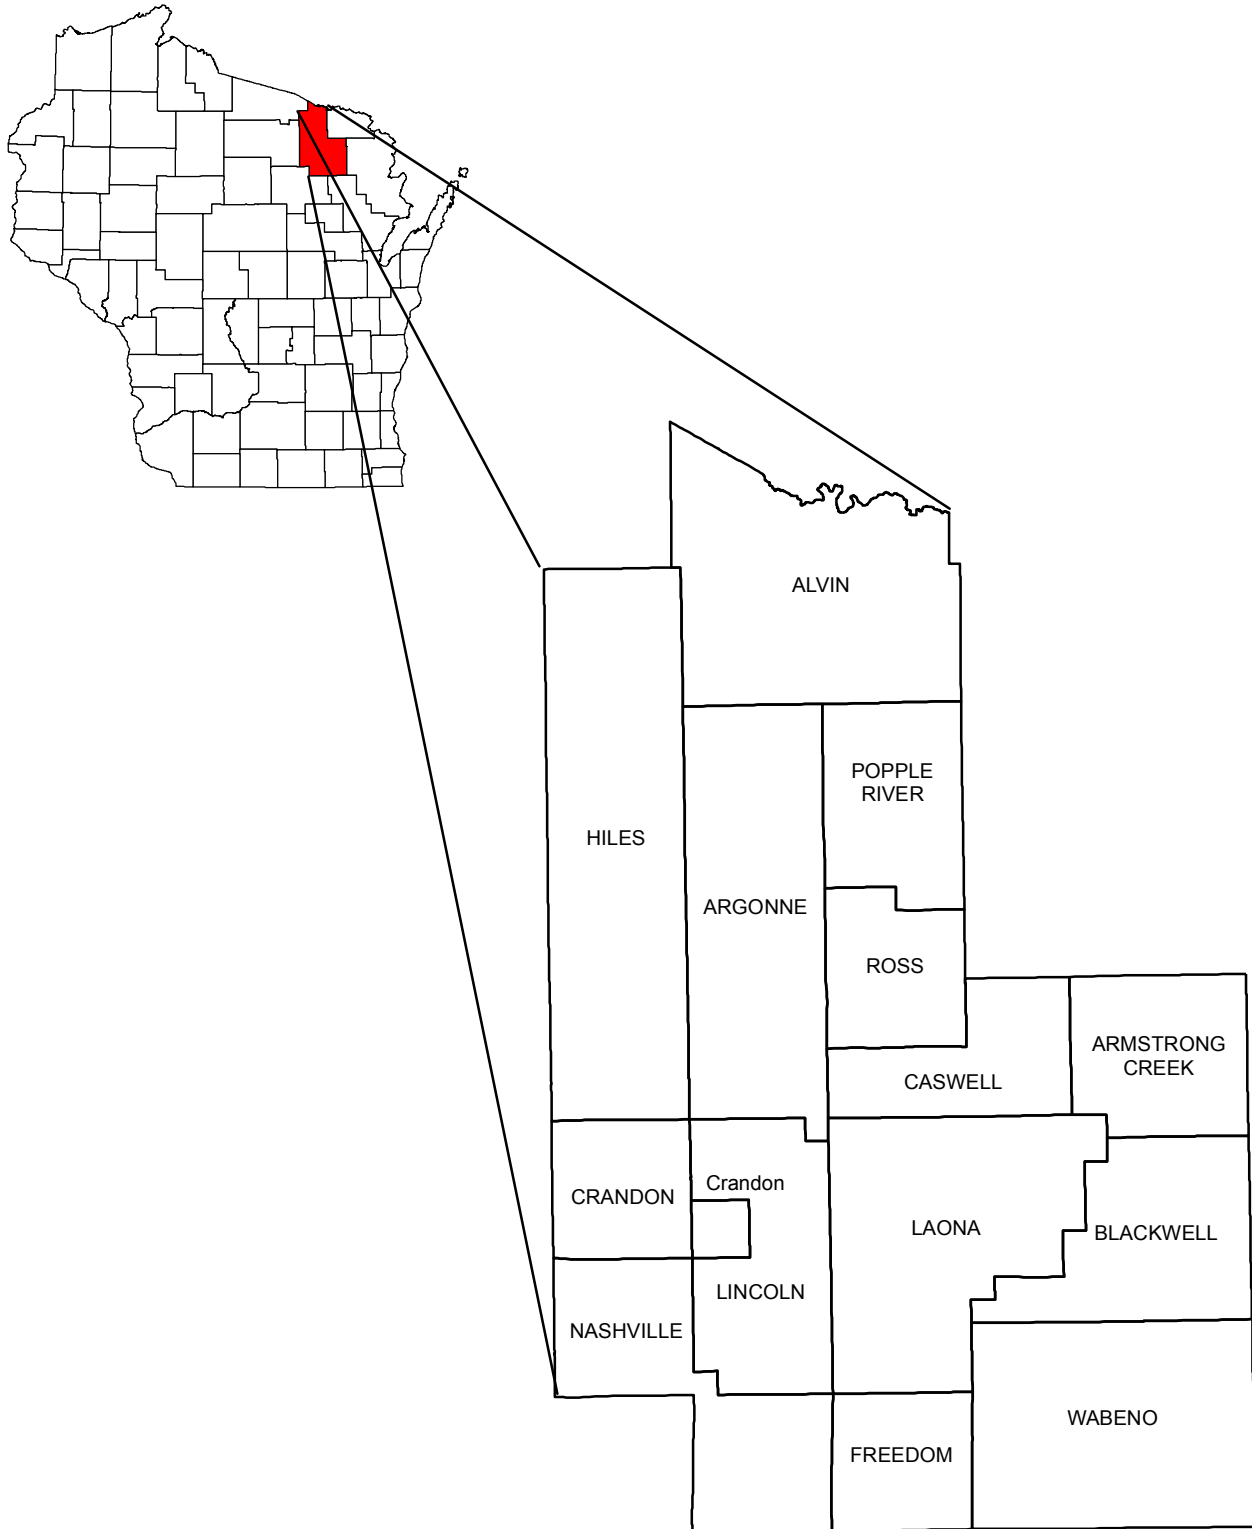 ALVIN
POPPLE
RIVER
HILES
ARGONNE
ROSS
ARMSTRONG
CREEK
CASWELL
Crandon
CRANDON
LAONA
BLACKWELL
LINCOLN
NASHVILLE
WABENO
FREEDOM